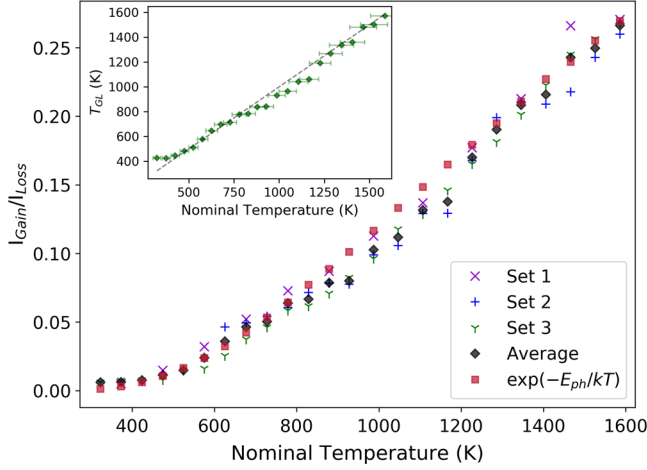 1600
1400
1200
1000
800
600
400
T_GL (K)
500 750 1000 1250 1500
Nominal Temperature (K)
0.25
0.20
0.15
0.10
0.05
0.00
I_Gain/I_Loss
Set 1
Set 2
Set 3
Average
exp(−E_ph/kT)
400 600 800 1000 1200 1400 1600
Nominal Temperature (K)